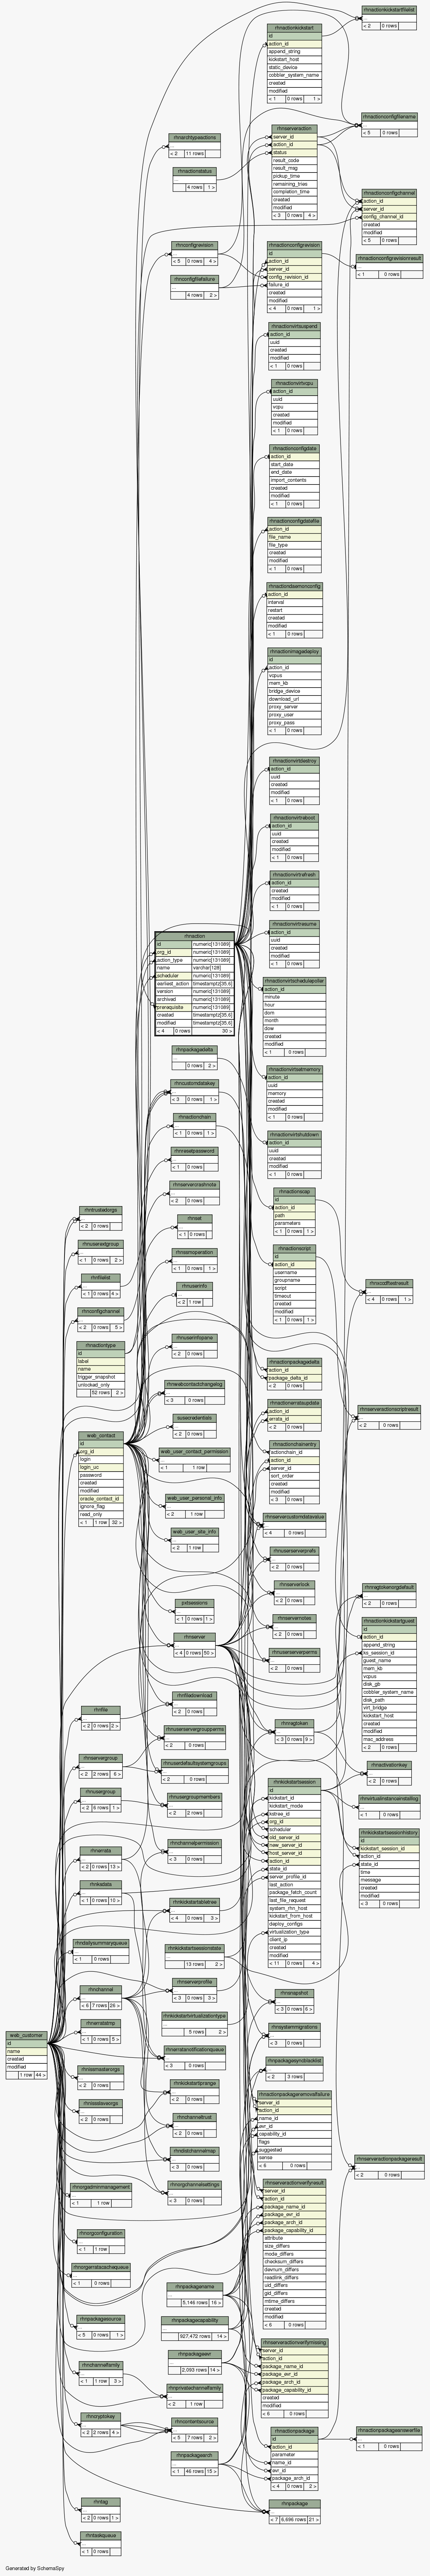 rhnactionkickstartfilelist
...
< 2 0 rows
rhnactionkickstart
id
action_id
append_string
kickstart_host
static_device
cobbler_system_name
created
modified
< 1 0 rows 1 >
rhnactionconfigfilename
...
< 5 0 rows
rhnserveraction
server_id
action_id
status
result_code
result_msg
pickup_time
remaining_tries
completion_time
created
modified
< 3 0 rows 4 >
rhnarchtypeactions
...
< 2 11 rows
rhnactionstatus
...
4 rows 1 >
rhnactionconfigchannel
action_id
server_id
config_channel_id
created
modified
< 5 0 rows
rhnconfigrevision
...
< 5 0 rows 4 >
rhnactionconfigrevision
id
action_id
server_id
config_revision_id
failure_id
created
modified
< 4 0 rows 1 >
rhnactionconfigrevisionresult
...
< 1 0 rows
rhnconfigfilefailure
...
4 rows 2 >
rhnactionvirtsuspend
action_id
uuid
created
modified
< 1 0 rows
rhnactionvirtvcpu
action_id
uuid
vcpu
created
modified
< 1 0 rows
rhnactionconfigdate
action_id
start_date
end_date
import_contents
created
modified
< 1 0 rows
rhnactionconfigdatefile
action_id
file_name
file_type
created
modified
< 1 0 rows
rhnactiondaemonconfig
action_id
interval
restart
created
modified
< 1 0 rows
rhnactionimagedeploy
id
action_id
vcpus
mem_kb
bridge_device
download_url
proxy_server
proxy_user
proxy_pass
< 1 0 rows
rhnactionvirtdestroy
action_id
uuid
created
modified
< 1 0 rows
rhnactionvirtreboot
action_id
uuid
created
modified
< 1 0 rows
rhnactionvirtrefresh
action_id
created
modified
< 1 0 rows
rhnactionvirtresume
action_id
uuid
created
modified
< 1 0 rows
rhnaction
id numeric[131089]
org_id numeric[131089]
action_type numeric[131089]
name varchar[128]
scheduler numeric[131089]
earliest_action timestamptz[35,6]
version numeric[131089]
archived numeric[131089]
prerequisite numeric[131089]
created timestamptz[35,6]
modified timestamptz[35,6]
< 4 0 rows 30 >
rhnactionvirtschedulepoller
action_id
minute
hour
dom
month
dow
created
modified
< 1 0 rows
rhnpackagedelta
...
0 rows 2 >
rhncustomdatakey
...
< 3 0 rows 1 >
rhnactionvirtsetmemory
action_id
uuid
memory
created
modified
< 1 0 rows
rhnactionchain
...
< 1 0 rows 1 >
rhnactionvirtshutdown
action_id
uuid
created
modified
< 1 0 rows
rhnresetpassword
...
< 1 0 rows
rhnservercrashnote
...
< 2 0 rows
rhnactionscap
id
action_id
path
parameters
< 1 0 rows 1 >
rhntrustedorgs
...
< 2 0 rows
rhnset
...
< 1 0 rows
rhnuserextgroup
...
< 1 0 rows 2 >
rhnssmoperation
...
< 1 0 rows 1 >
rhnactionscript
id
action_id
username
groupname
script
timeout
created
modified
< 1 0 rows 1 >
rhnfilelist
...
< 1 0 rows 4 >
rhnuserinfo
...
< 2 1 row
rhnxccdftestresult
...
< 4 0 rows 1 >
rhnconfigchannel
...
< 2 0 rows 5 >
rhnuserinfopane
...
< 2 0 rows
rhnactiontype
id
label
name
trigger_snapshot
unlocked_only
52 rows 2 >
rhnactionpackagedelta
action_id
package_delta_id
< 2 0 rows
rhnwebcontactchangelog
...
< 3 0 rows
rhnactionerrataupdate
action_id
errata_id
< 2 0 rows
rhnserveractionscriptresult
...
< 2 0 rows
susecredentials
...
< 2 0 rows
web_contact
id
org_id
login
login_uc
password
created
modified
oracle_contact_id
ignore_flag
read_only
< 1 1 row 32 >
rhnactionchainentry
actionchain_id
action_id
server_id
sort_order
created
modified
< 3 0 rows
web_user_contact_permission
...
< 1 1 row
web_user_personal_info
...
< 2 1 row
rhnservercustomdatavalue
...
< 4 0 rows
web_user_site_info
...
< 2 1 row
rhnuserserverprefs
...
< 2 0 rows
rhnserverlock
...
< 2 0 rows
rhnregtokenorgdefault
...
< 2 0 rows
pxtsessions
...
< 1 0 rows 1 >
rhnservernotes
...
< 2 0 rows
rhnactionkickstartguest
id
action_id
append_string
ks_session_id
guest_name
mem_kb
vcpus
disk_gb
cobbler_system_name
disk_path
virt_bridge
kickstart_host
created
modified
mac_address
< 2 0 rows
rhnserver
...
< 4 0 rows 50 >
rhnuserserverperms
...
< 2 0 rows
rhnfiledownload
...
< 2 0 rows
rhnfile
...
< 2 0 rows 2 >
rhnregtoken
...
< 3 0 rows 9 >
rhnuserservergroupperms
...
< 2 0 rows
rhnservergroup
...
< 2 2 rows 6 >
rhnuserdefaultsystemgroups
...
< 2 0 rows
rhnactivationkey
...
< 2 0 rows
rhnusergroup
...
< 2 6 rows 1 >
rhnusergroupmembers
...
< 2 2 rows
rhnkickstartsession
id
kickstart_id
kickstart_mode
kstree_id
org_id
scheduler
old_server_id
new_server_id
host_server_id
action_id
state_id
server_profile_id
last_action
package_fetch_count
last_file_request
system_rhn_host
kickstart_from_host
deploy_configs
virtualization_type
client_ip
created
modified
< 11 0 rows 4 >
rhnvirtualinstanceinstalllog
...
< 1 0 rows
rhnkickstartsessionhistory
id
kickstart_session_id
action_id
state_id
time
message
created
modified
< 3 0 rows
rhnchannelpermission
...
< 3 0 rows
rhnerrata
...
< 2 0 rows 13 >
rhnksdata
...
< 1 0 rows 10 >
rhnkickstartabletree
...
< 4 0 rows 3 >
rhndailysummaryqueue
...
< 1 0 rows
rhnkickstartsessionstate
...
13 rows 2 >
rhnchannel
...
< 6 7 rows 26 >
rhnserverprofile
...
< 3 0 rows 3 >
rhnsnapshot
...
< 3 0 rows 6 >
rhnkickstartvirtualizationtype
...
5 rows 2 >
rhnerratatmp
...
< 1 0 rows 5 >
rhnsystemmigrations
...
< 3 0 rows
web_customer
id
name
created
modified
1 row 44 >
rhnerratanotificationqueue
...
< 3 0 rows
rhnissmasterorgs
...
< 2 0 rows
rhnpackagesyncblacklist
...
< 2 3 rows
rhnkickstartiprange
...
< 2 0 rows
rhnissslaveorgs
...
< 2 0 rows
rhnactionpackageremovalfailure
server_id
action_id
name_id
evr_id
capability_id
flags
suggested
sense
< 6 0 rows
rhnchanneltrust
...
< 2 0 rows
rhndistchannelmap
...
< 3 0 rows
rhnserveractionpackageresult
...
< 2 0 rows
rhnorgadminmanagement
...
< 1 1 row
rhnorgchannelsettings
...
< 3 0 rows
rhnserveractionverifyresult
server_id
action_id
package_name_id
package_evr_id
package_arch_id
package_capability_id
attribute
size_differs
mode_differs
checksum_differs
devnum_differs
readlink_differs
uid_differs
gid_differs
mtime_differs
created
modified
< 6 0 rows
rhnorgconfiguration
...
< 1 1 row
rhnorgerratacachequeue
...
< 1 0 rows
rhnpackagename
...
5,146 rows 16 >
rhnpackagesource
...
< 5 0 rows 1 >
rhnpackagecapability
...
927,472 rows 14 >
rhnserveractionverifymissing
server_id
action_id
package_name_id
package_evr_id
package_arch_id
package_capability_id
created
modified
< 6 0 rows
rhnpackageevr
...
2,093 rows 14 >
rhnchannelfamily
...
< 1 1 row 3 >
rhnprivatechannelfamily
...
< 2 1 row
rhncryptokey
...
< 2 2 rows 4 >
rhncontentsource
...
< 5 7 rows 2 >
rhnactionpackage
id
action_id
parameter
name_id
evr_id
package_arch_id
< 4 0 rows 2 >
rhnactionpackageanswerfile
...
< 1 0 rows
rhnpackagearch
...
< 1 46 rows 15 >
rhntag
...
< 2 0 rows 1 >
rhnpackage
...
< 7 6,696 rows 21 >
rhntaskqueue
...
< 1 0 rows
Generated by SchemaSpy